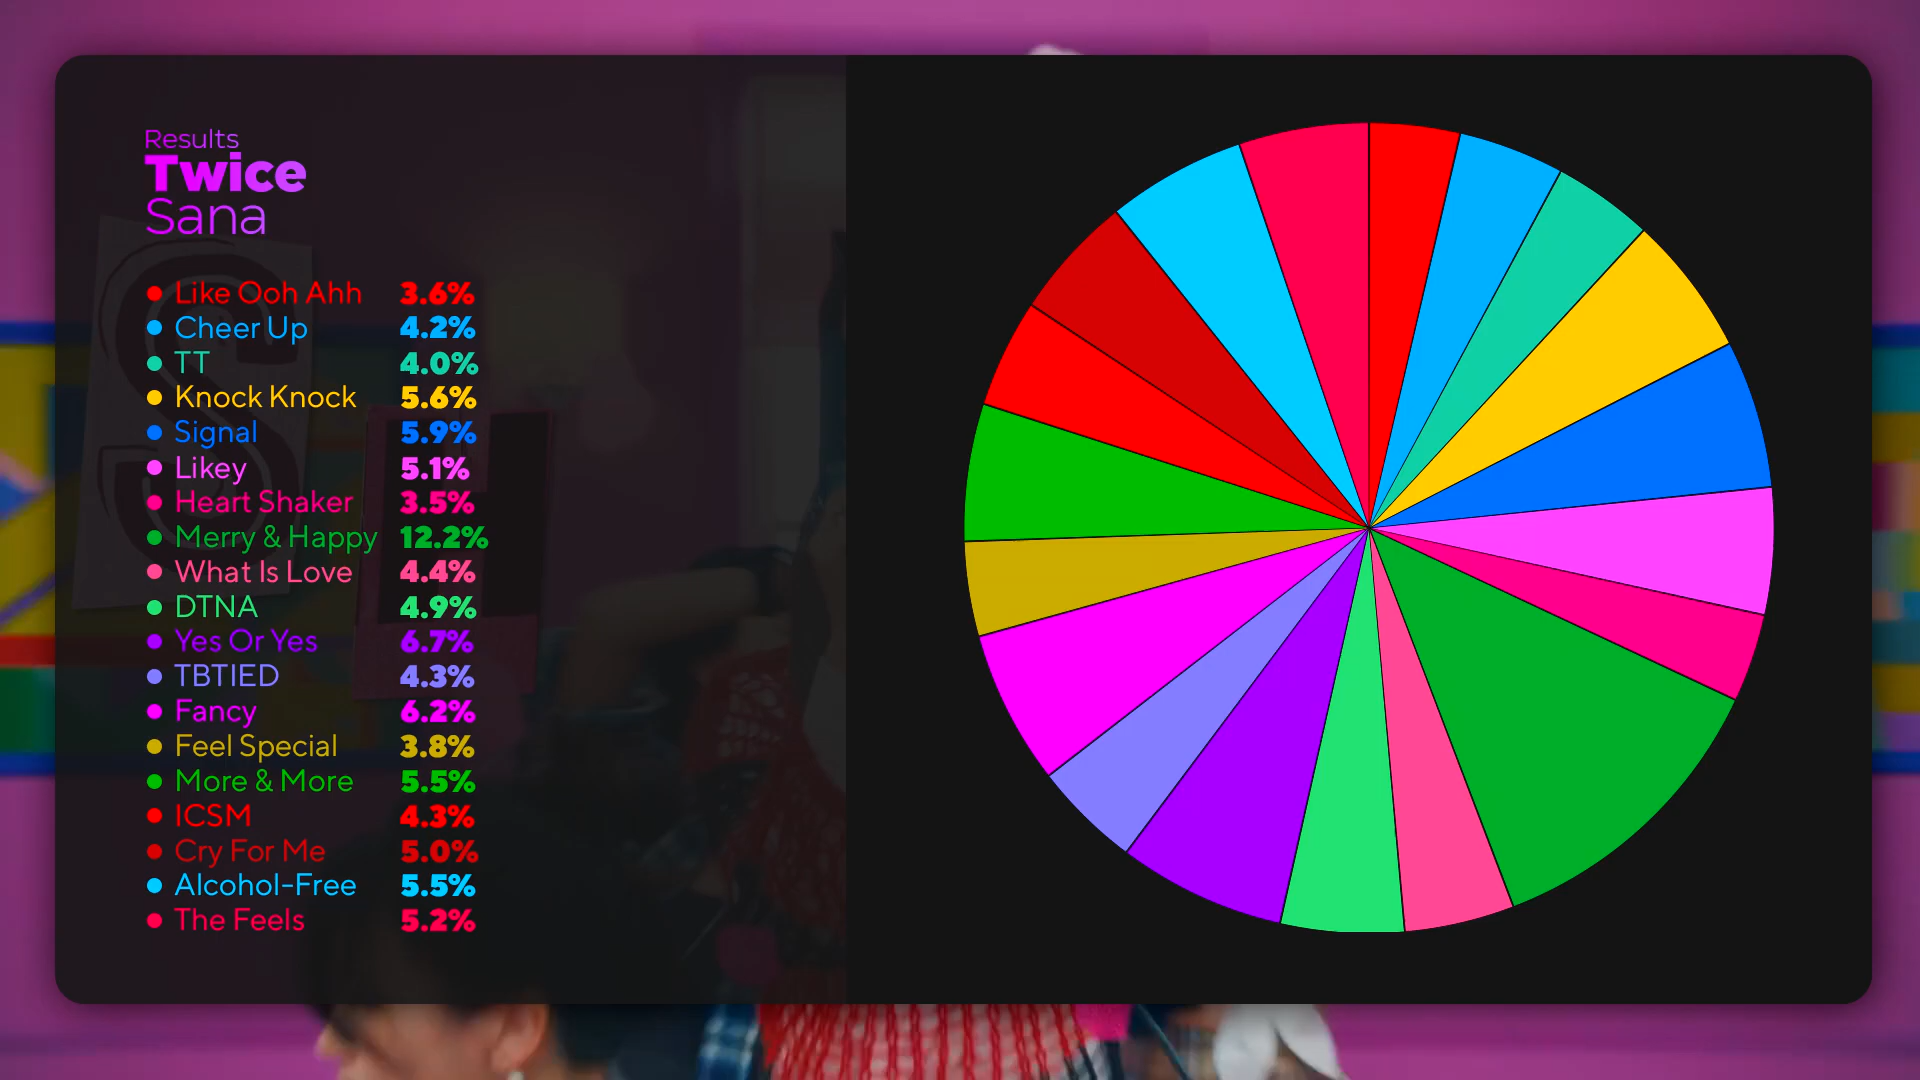 Results
Twice
Sana
Like Ooh Ahh 3.6%
Cheer Up 4.2%
TT 4.0%
Knock Knock 5.6%
Signal 5.9%
Likey 5.1%
Heart Shaker 3.5%
Merry & Happy 12.2%
What Is Love 4.4%
DTNA 4.9%
Yes Or Yes 6.7%
TBTIED 4.3%
Fancy 6.2%
Feel Special 3.8%
More & More 5.5%
ICSM 4.3%
Cry For Me 5.0%
Alcohol-Free 5.5%
The Feels 5.2%